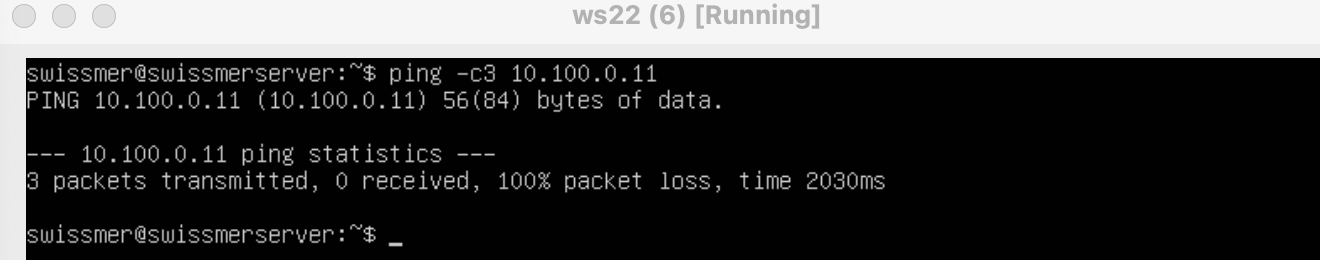 ws22 (6) [Running]
swissmer@swissmerserver:~$ ping -c3 10.100.0.11
PING 10.100.0.11 (10.100.0.11) 56(84) bytes of data.
--- 10.100.0.11 ping statistics ---
3 packets transmitted, 0 received, 100% packet loss, time 2030ms
swissmer@swissmerserver:~$ _